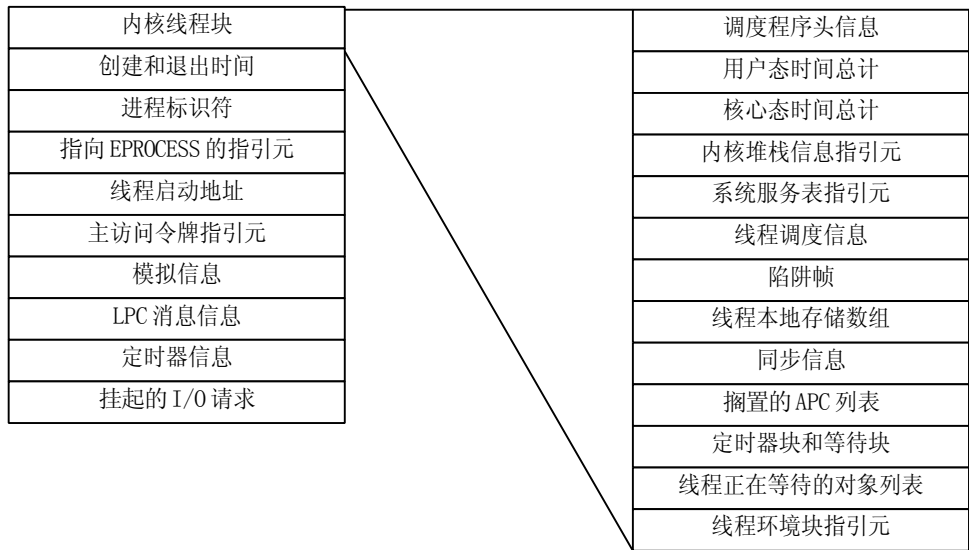 内核线程块
创建和退出时间
进程标识符
指向 EPROCESS 的指引元
线程启动地址
主访问令牌指引元
模拟信息
LPC 消息信息
定时器信息
挂起的 I/O 请求
调度程序头信息
用户态时间总计
核心态时间总计
内核堆栈信息指引元
系统服务表指引元
线程调度信息
陷阱帧
线程本地存储数组
同步信息
搁置的 APC 列表
定时器块和等待块
线程正在等待的对象列表
线程环境块指引元